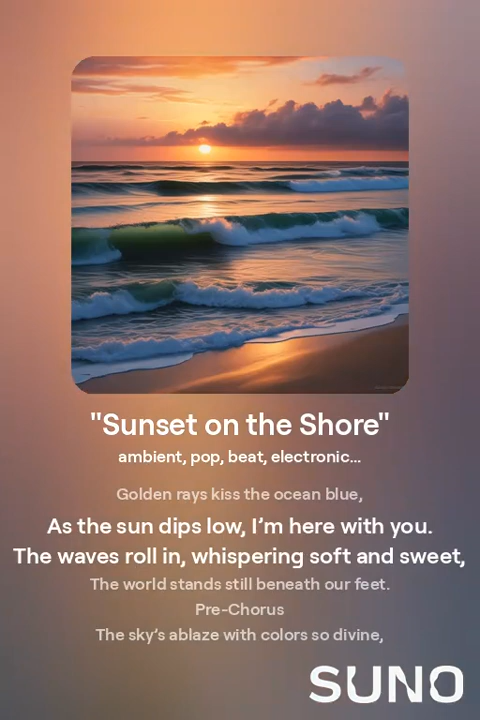 "Sunset on the Shore"
ambient, pop, beat, electronic...
Golden rays kiss the ocean blue,
As the sun dips low, I’m here with you.
The waves roll in, whispering soft and sweet,
The world stands still beneath our feet.
Pre-Chorus
The sky’s ablaze with colors so divine,
SUNO